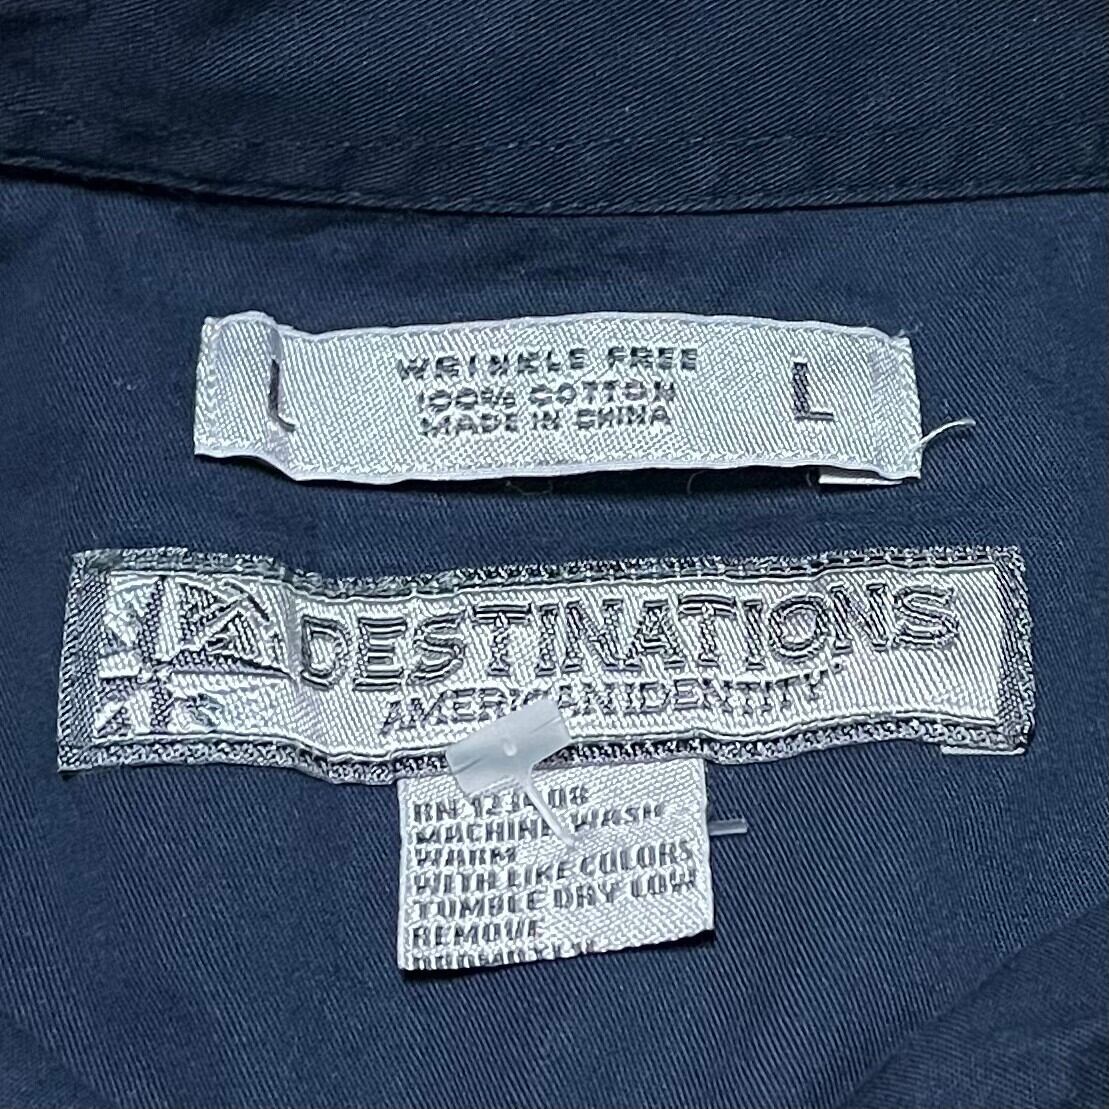 L
WRINKLE FREE
100% COTTON
MADE IN CHINA
L
DESTINATIONS
AMERICAN IDENTITY
RN
MACHINE WASH
WARM
WITH LIKE COLORS
TUMBLE DRY LOW
REMOVE